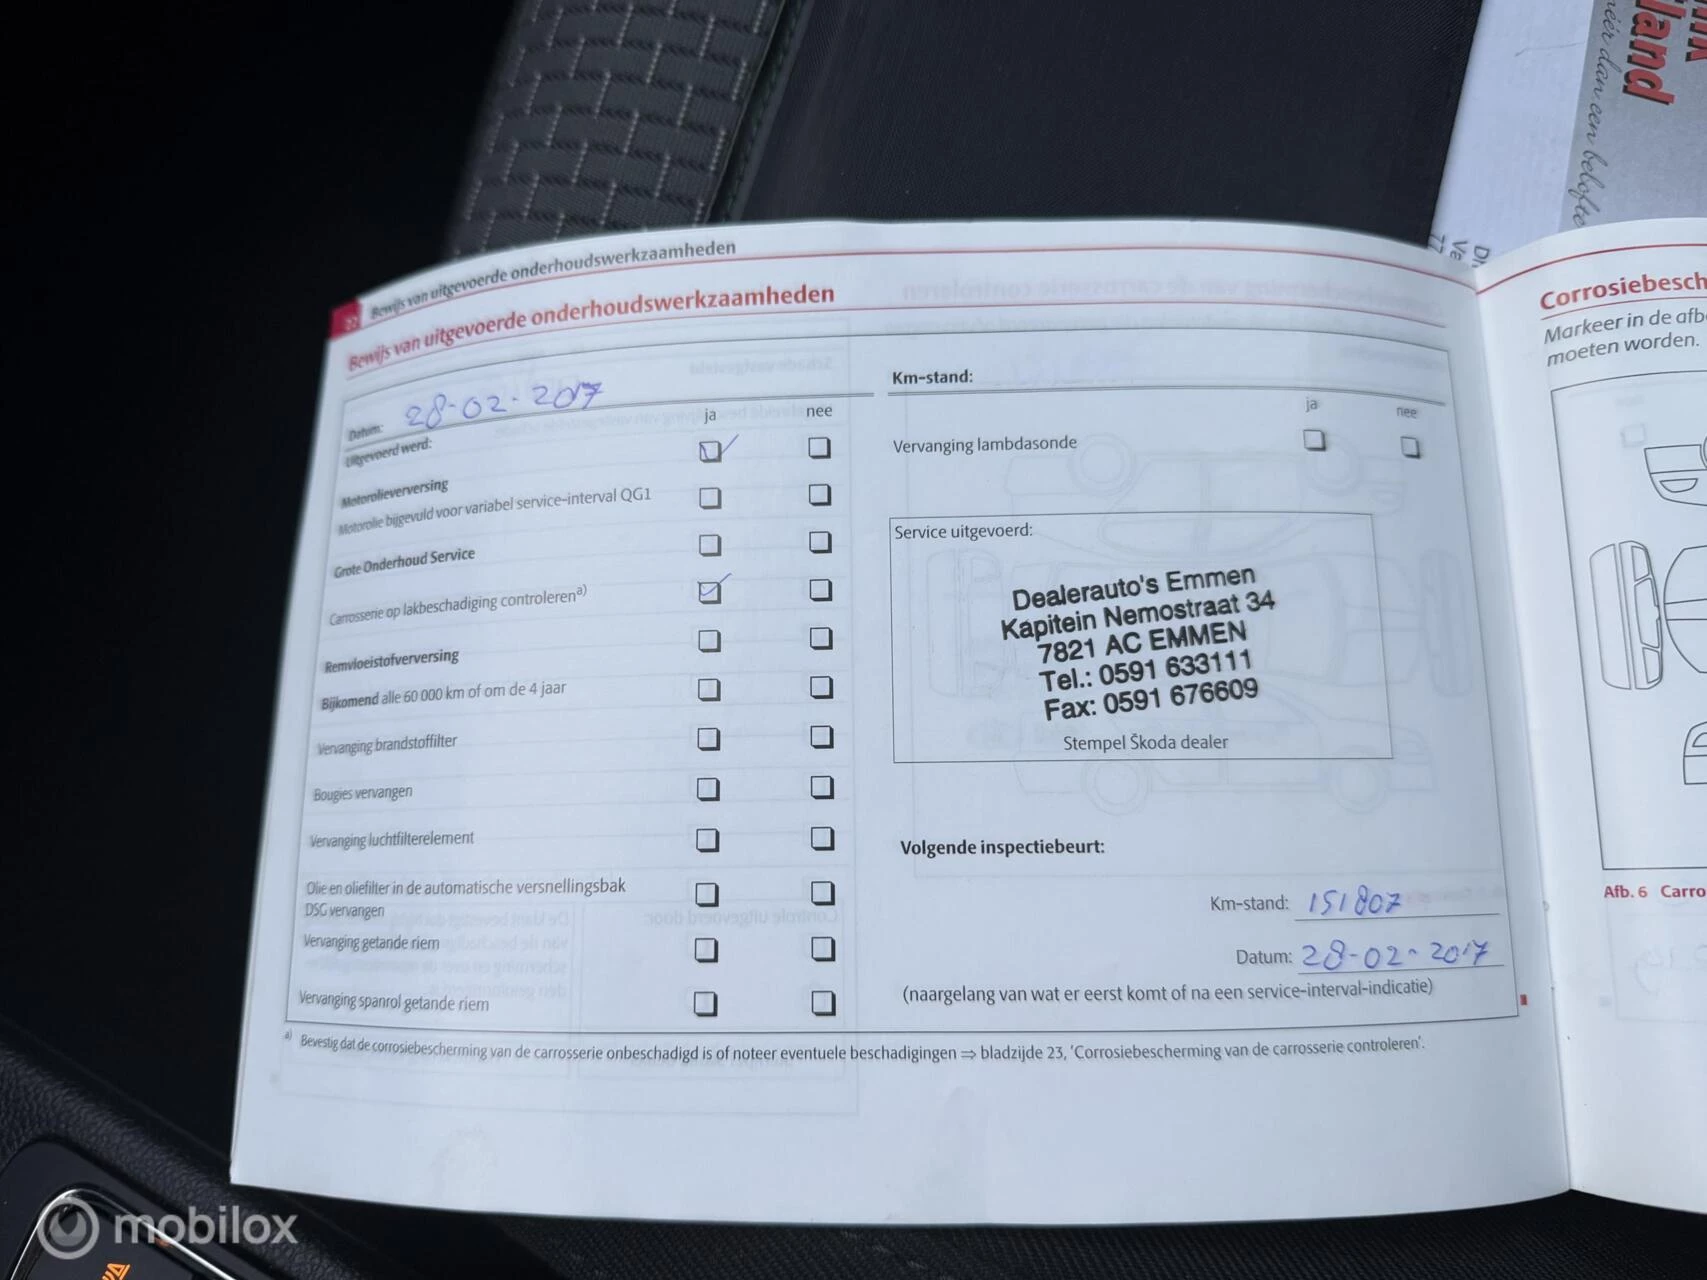 land
méér dan een belofte
Bewijs van uitgevoerde onderhoudswerkzaamheden
Bewijs van uitgevoerde onderhoudswerkzaamheden
Datum: 28-02-2017
Uitgevoerd werd:
ja nee
Motorolieverversing
Motorolie bijgevuld voor variabel service-interval QG1
Grote Onderhoud Service
Carrosserie op lakbeschadiging controleren a)
Remvloeistofverversing
Bijkomend alle 60 000 km of om de 4 jaar
Vervanging brandstoffilter
Bougies vervangen
Vervanging luchtfilterelement
Olie en oliefilter in de automatische versnellingsbak
DSG vervangen
Vervanging getande riem
Vervanging spanrol getande riem
Km-stand:
ja nee
Vervanging lambdasonde
Service uitgevoerd:
Dealerauto's Emmen
Kapitein Nemostraat 34
7821 AC EMMEN
Tel.: 0591 633111
Fax: 0591 676609
Stempel Škoda dealer
Volgende inspectiebeurt:
Km-stand: 151807
Datum: 28-02-2017
(naargelang van wat er eerst komt of na een service-interval-indicatie)
a) Bevestig dat de corrosiebescherming van de carrosserie onbeschadigd is of noteer eventuele beschadigingen ⇒ bladzijde 23, 'Corrosiebescherming van de carrosserie controleren'.
Corrosiebesch
Markeer in de afb
moeten worden.
Afb. 6 Carro
mobilox